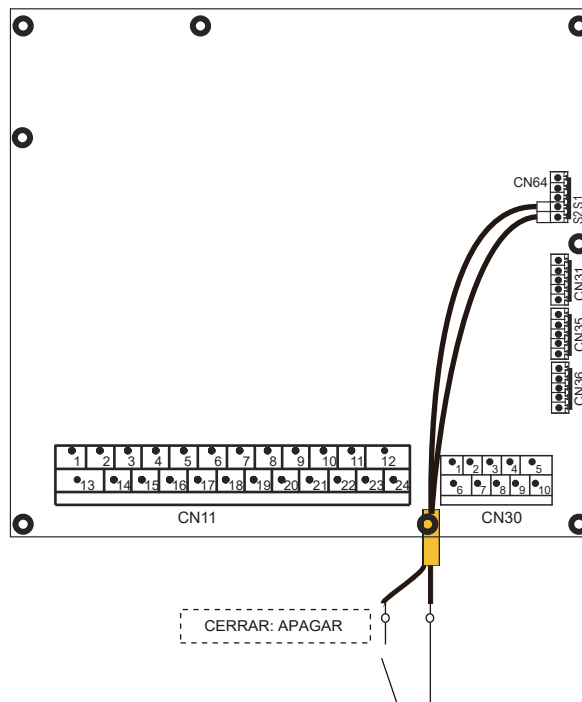 CN64
S2 S1
CN31
CN35
CN36
1 2 3 4 5 6 7 8 9 10 11 12
13 14 15 16 17 18 19 20 21 22 23 24
CN11
1 2 3 4 5
6 7 8 9 10
CN30
CERRAR: APAGAR